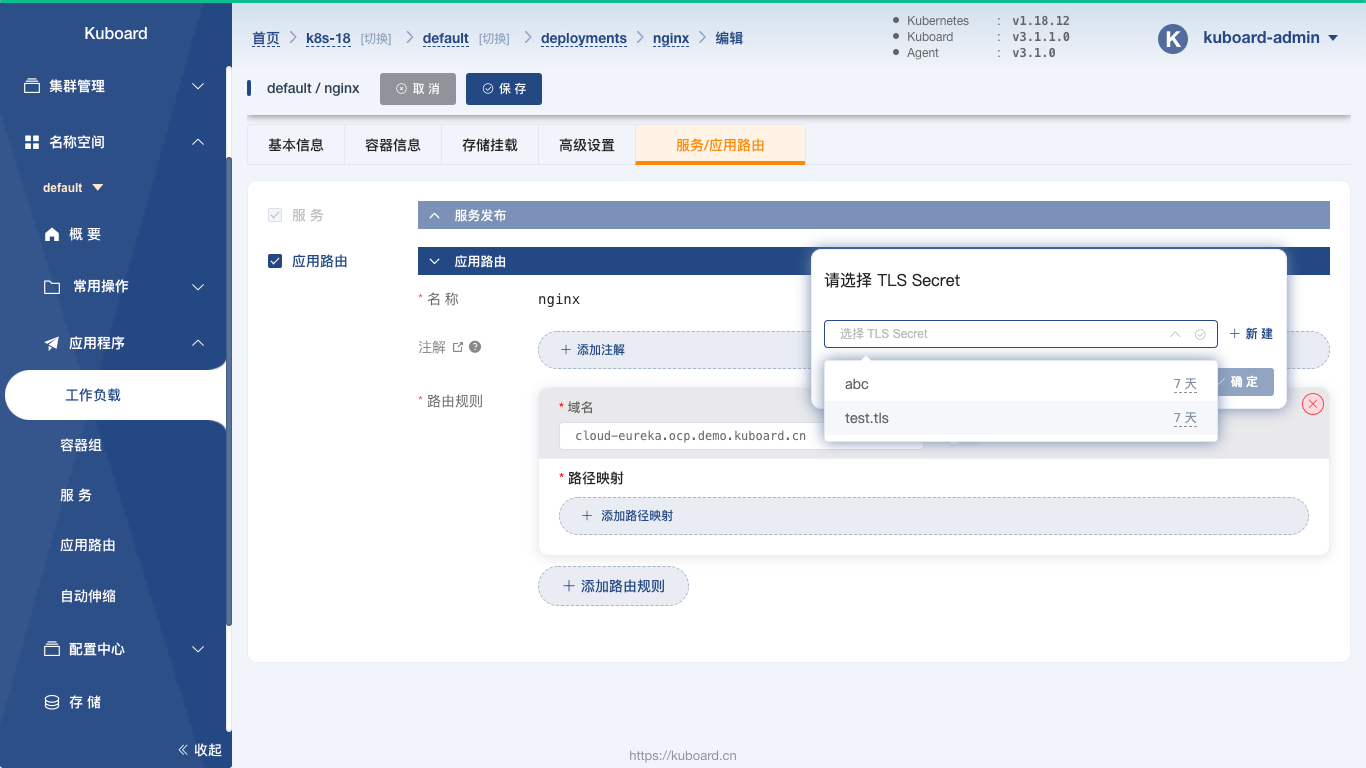 Kuboard
集群管理
名称空间
default
概 要
常用操作
应用程序
工作负载
容器组
服 务
应用路由
自动伸缩
配置中心
存 储
收起
首页 k8s-18 [切换] default [切换] deployments nginx 编辑
Kubernetes : v1.18.12
Kuboard : v3.1.1.0
Agent : v3.1.0
K kuboard-admin
default / nginx 取 消 保 存
基本信息 容器信息 存储挂载 高级设置 服务/应用路由
服 务 服务发布
应用路由 应用路由
* 名 称 nginx
注解 添加注解
* 路由规则
* 域名
cloud-eureka.ocp.demo.kuboard.cn
* 路径映射
添加路径映射
添加路由规则
请选择 TLS Secret
选择 TLS Secret 新 建
确 定
abc 7 天
test.tls 7 天
https://kuboard.cn